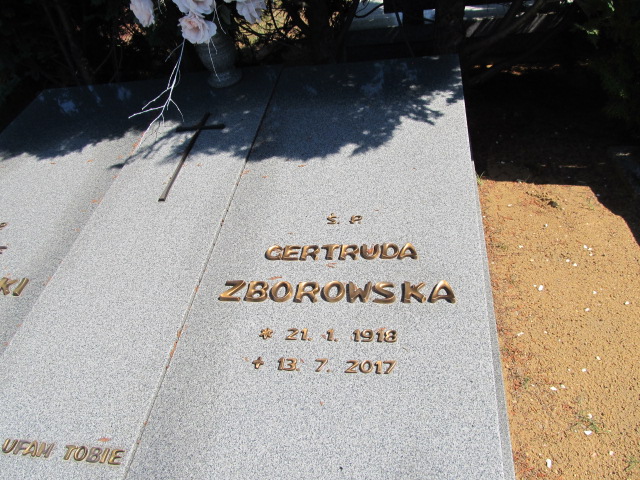 Ś. P.
GERTRUDA
ZBOROWSKA
* 21. 1. 1918
+ 13. 7. 2017
UFAM TOBIE